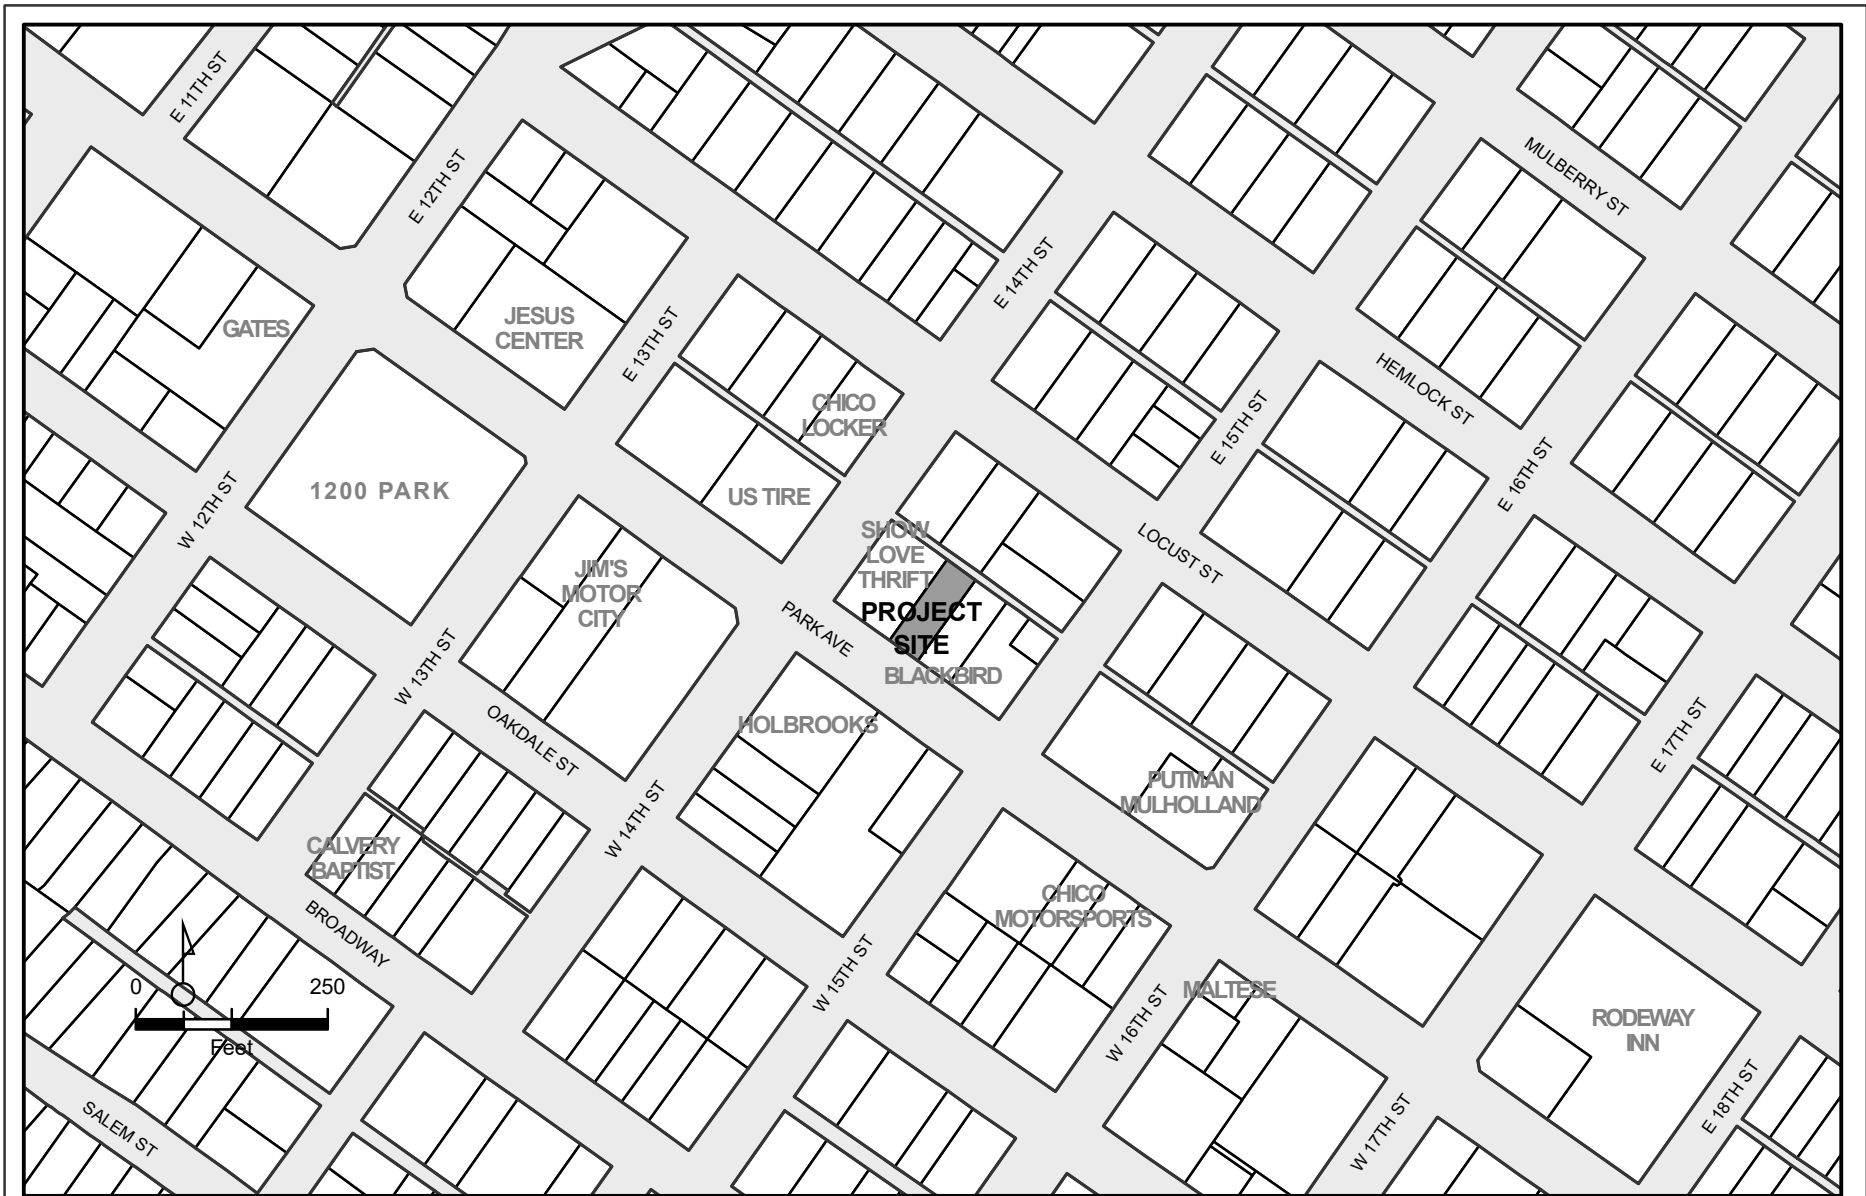 E 11TH ST
MULBERRY ST
E 12TH ST
E 14TH ST
GATES
JESUS
CENTER
E 13TH ST
HEMLOCK ST
CHICO
LOCKER
E 15TH ST
E 16TH ST
1200 PARK
US TIRE
W 12TH ST
SHOW
LOVE
THRIFT
LOCUST ST
JIM'S
MOTOR
CITY
PROJECT
SITE
PARK AVE
BLACKBIRD
W 13TH ST
HOLBROOKS
OAKDALE ST
E 17TH ST
PUTMAN
MULHOLLAND
W 14TH ST
CALVERY
BAPTIST
CHICO
MOTORSPORTS
BROADWAY
W 15TH ST
MALTESE
0 250
Feet
W 16TH ST
RODEWAY
INN
E 18TH ST
SALEM ST
W 17TH ST